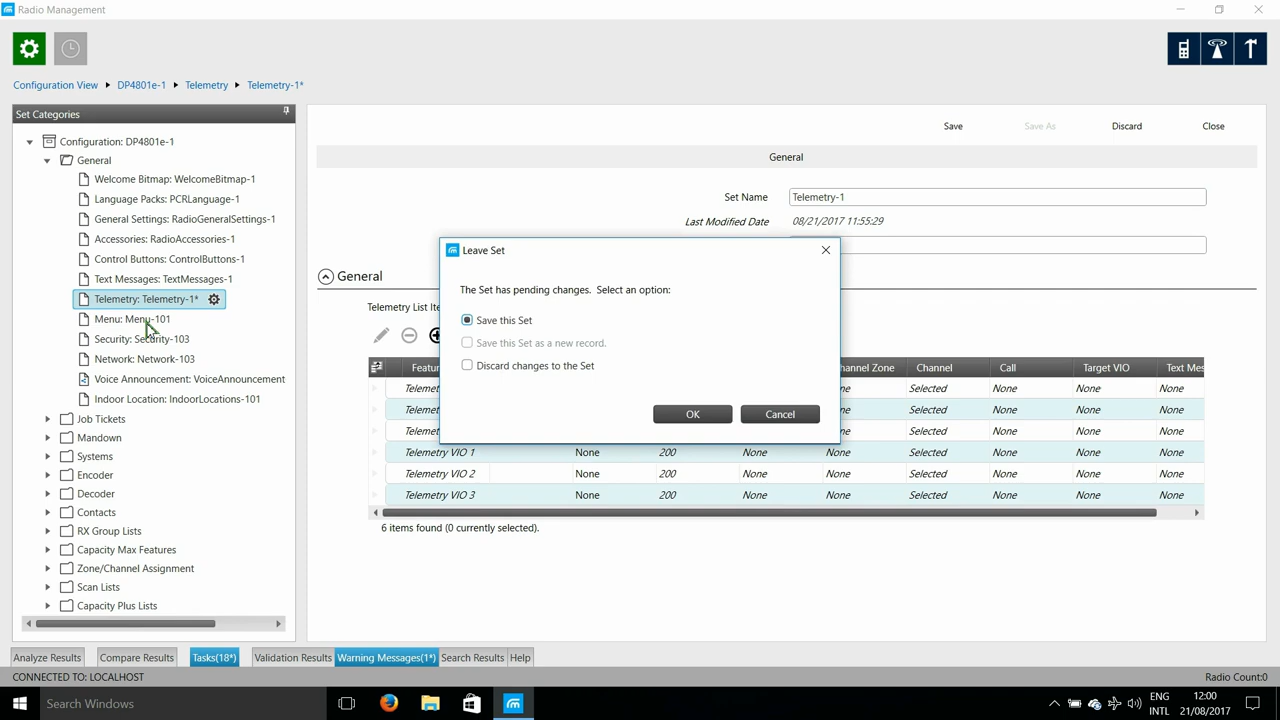 Radio Management
Configuration View DP4801e-1 Telemetry Telemetry-1*
Set Categories
Configuration: DP4801e-1
General
Welcome Bitmap: WelcomeBitmap-1
Language Packs: PCRLanguage-1
General Settings: RadioGeneralSettings-1
Accessories: RadioAccessories-1
Control Buttons: ControlButtons-1
Text Messages: TextMessages-1
Telemetry: Telemetry-1*
Menu: Menu-101
Security: Security-103
Network: Network-103
Voice Announcement: VoiceAnnouncement
Indoor Location: IndoorLocations-101
Job Tickets
Mandown
Systems
Encoder
Decoder
Contacts
RX Group Lists
Capacity Max Features
Zone/Channel Assignment
Scan Lists
Capacity Plus Lists
Save Save As Discard Close
General
Set Name Telemetry-1
Last Modified Date 08/21/2017 11:55:29
General
Telemetry List Ite
Leave Set
The Set has pending changes. Select an option:
Save this Set
Save this Set as a new record.
Discard changes to the Set
OK Cancel
Featur hannel Zone Channel Call Target VIO Text Mes
Telemet None Selected None None None
Telemet None Selected None None None
Telemet None Selected None None None
Telemetry VIO 1 None 200 None None Selected None None None
Telemetry VIO 2 None 200 None None Selected None None None
Telemetry VIO 3 None 200 None None Selected None None None
6 items found (0 currently selected).
Analyze Results Compare Results Tasks(18*) Validation Results Warning Messages(1*) Search Results Help
CONNECTED TO: LOCALHOST Radio Count:0
Search Windows
ENG
INTL
12:00
21/08/2017